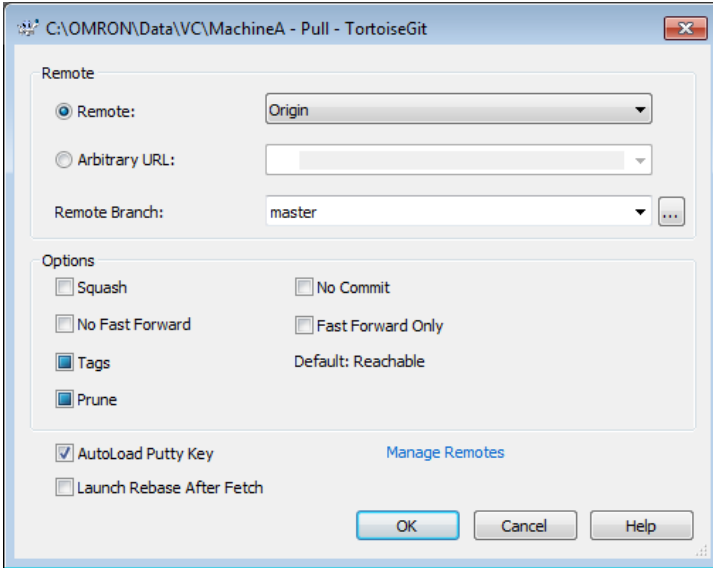 C:\OMRON\Data\VC\MachineA - Pull - TortoiseGit
Remote
Remote: Origin
Arbitrary URL:
Remote Branch: master ...
Options
Squash No Commit
No Fast Forward Fast Forward Only
Tags Default: Reachable
Prune
AutoLoad Putty Key Manage Remotes
Launch Rebase After Fetch
OK Cancel Help